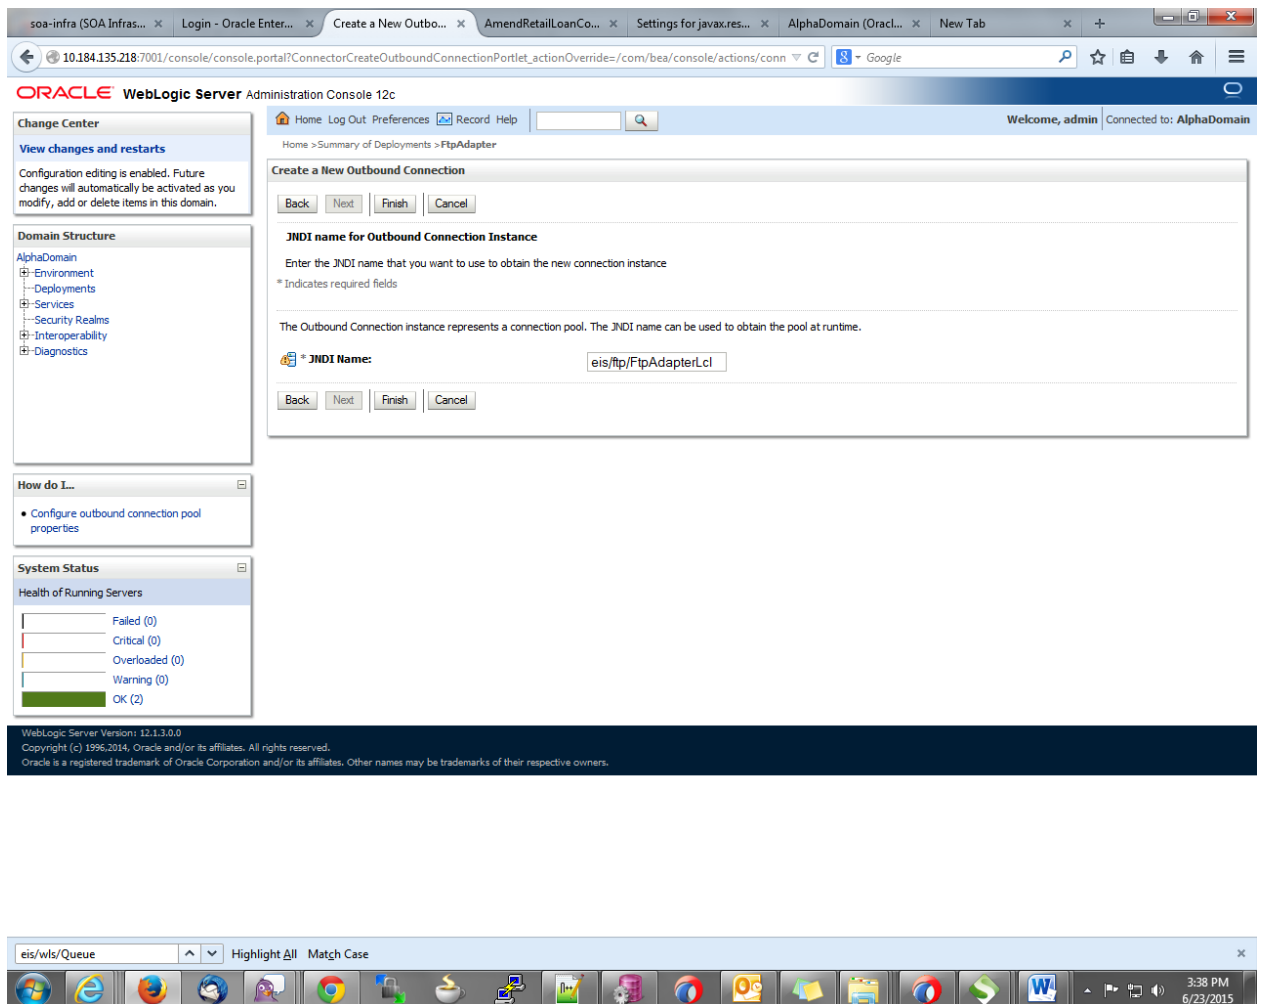 soa-infra (SOA Infras... × Login - Oracle Enter... × Create a New Outbo... × AmendRetailLoanCo... × Settings for javax.res... × AlphaDomain (Oracl... × New Tab × +
10.184.135.218:7001/console/console.portal?ConnectorCreateOutboundConnectionPortlet_actionOverride=/com/bea/console/actions/conn Google
ORACLE WebLogic Server Administration Console 12c
Change Center
View changes and restarts
Configuration editing is enabled. Future
changes will automatically be activated as you
modify, add or delete items in this domain.
Domain Structure
AlphaDomain
Environment
Deployments
Services
Security Realms
Interoperability
Diagnostics
How do I...
Configure outbound connection pool
properties
System Status
Health of Running Servers
Failed (0)
Critical (0)
Overloaded (0)
Warning (0)
OK (2)
Home Log Out Preferences Record Help
Welcome, admin Connected to: AlphaDomain
Home >Summary of Deployments >FtpAdapter
Create a New Outbound Connection
Back Next Finish Cancel
JNDI name for Outbound Connection Instance
Enter the JNDI name that you want to use to obtain the new connection instance
* Indicates required fields
The Outbound Connection instance represents a connection pool. The JNDI name can be used to obtain the pool at runtime.
* JNDI Name: eis/ftp/FtpAdapterLcl
Back Next Finish Cancel
WebLogic Server Version: 12.1.3.0.0
Copyright (c) 1996,2014, Oracle and/or its affiliates. All rights reserved.
Oracle is a registered trademark of Oracle Corporation and/or its affiliates. Other names may be trademarks of their respective owners.
eis/wls/Queue Highlight All Match Case ×
3:38 PM
6/23/2015